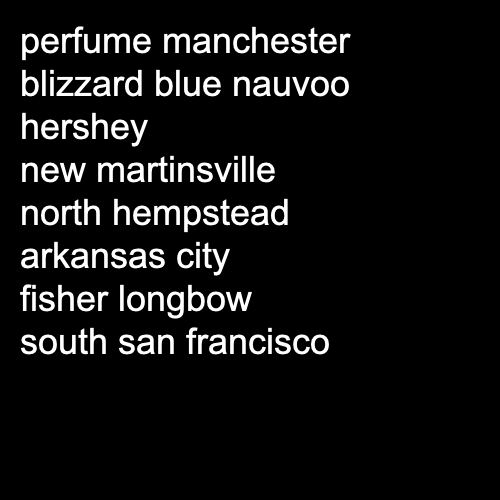 perfume manchester
blizzard blue nauvoo
hershey
new martinsville
north hempstead
arkansas city
fisher longbow
south san francisco